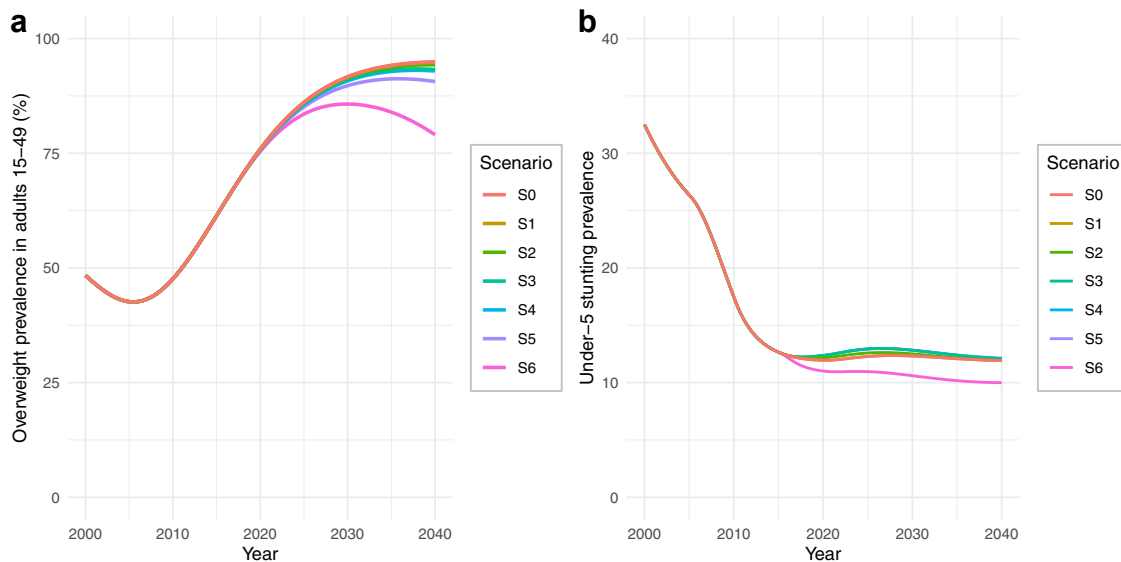 a
Overweight prevalence in adults 15−49 (%)
100
75
50
25
0
2000
2010
2020
2030
2040
Year
Scenario
S0
S1
S2
S3
S4
S5
S6
b
Under−5 stunting prevalence
40
30
20
10
0
2000
2010
2020
2030
2040
Year
Scenario
S0
S1
S2
S3
S4
S5
S6